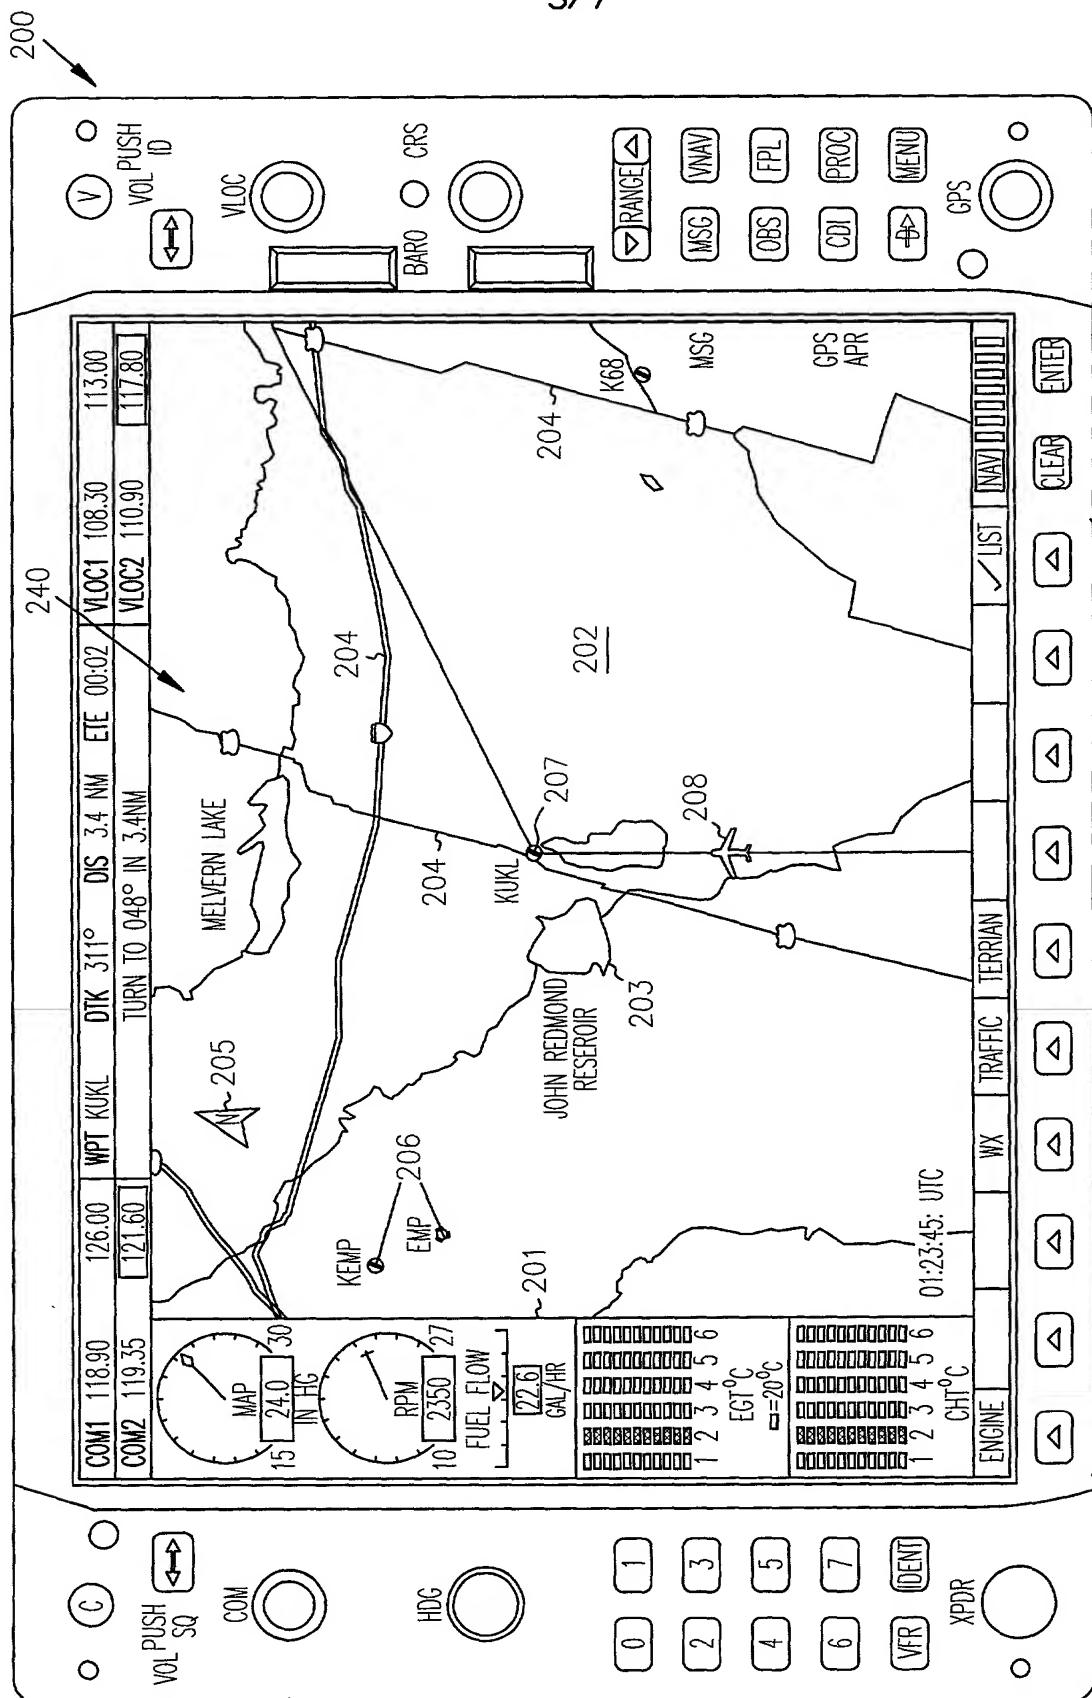 200
240
C
VOL PUSH
SQ
COM
HDG
0 1
2 3
4 5
6 7
VFR IDENT
XPDR
COM1 118.90 126.00 WPT KUKL DTK 311° DIS 3.4 NM ETE 00:02 VLOC1 108.30 113.00
COM2 119.35 121.60 TURN TO 048° IN 3.4NM VLOC2 110.90 117.80
MAP
15 24.0 30
IN HG
RPM
10 2350 27
FUEL FLOW
22.6
GAL/HR
1 2 3 4 5 6
EGT°C
=20°C
1 2 3 4 5 6
CHT°C
201
N
205
MELVERN LAKE
204
KEMP
EMP
206
204
KUKL
207
JOHN REDMOND
RESEROIR
203
202
208
204
K68
MSG
GPS
APR
01:23:45: UTC
ENGINE WX TRAFFIC TERRIAN LIST NAV
CLEAR ENTER
V
VOL PUSH
ID
VLOC
BARO CRS
RANGE
MSG VNAV
OBS FPL
CDI PROC
D MENU
GPS